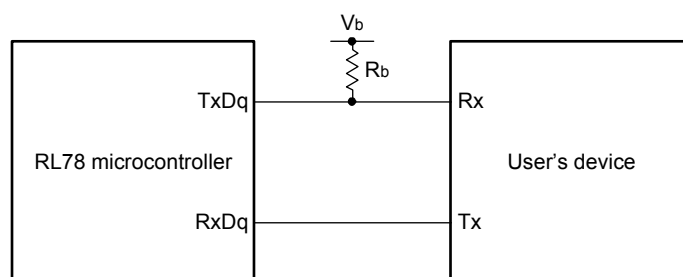 Vb
Rb
TxDq
Rx
RL78 microcontroller
User's device
RxDq
Tx